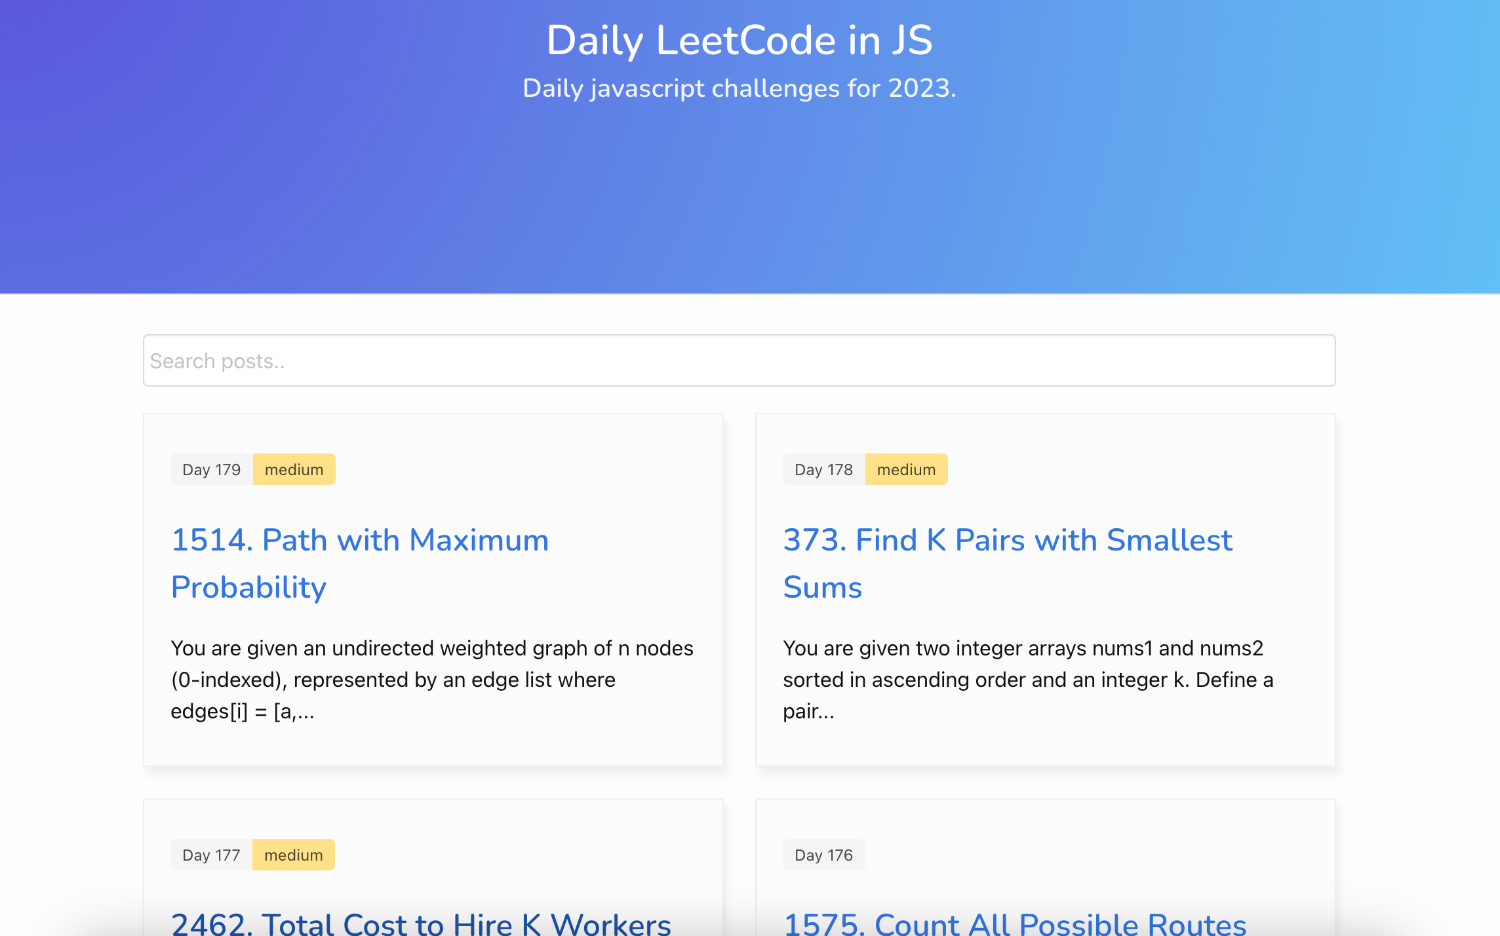 Daily LeetCode in JS
Daily javascript challenges for 2023.
Search posts..
Day 179 medium
1514. Path with Maximum
Probability
You are given an undirected weighted graph of n nodes
(0-indexed), represented by an edge list where
edges[i] = [a,...
Day 178 medium
373. Find K Pairs with Smallest
Sums
You are given two integer arrays nums1 and nums2
sorted in ascending order and an integer k. Define a
pair...
Day 177 medium
2462. Total Cost to Hire K Workers
Day 176
1575. Count All Possible Routes